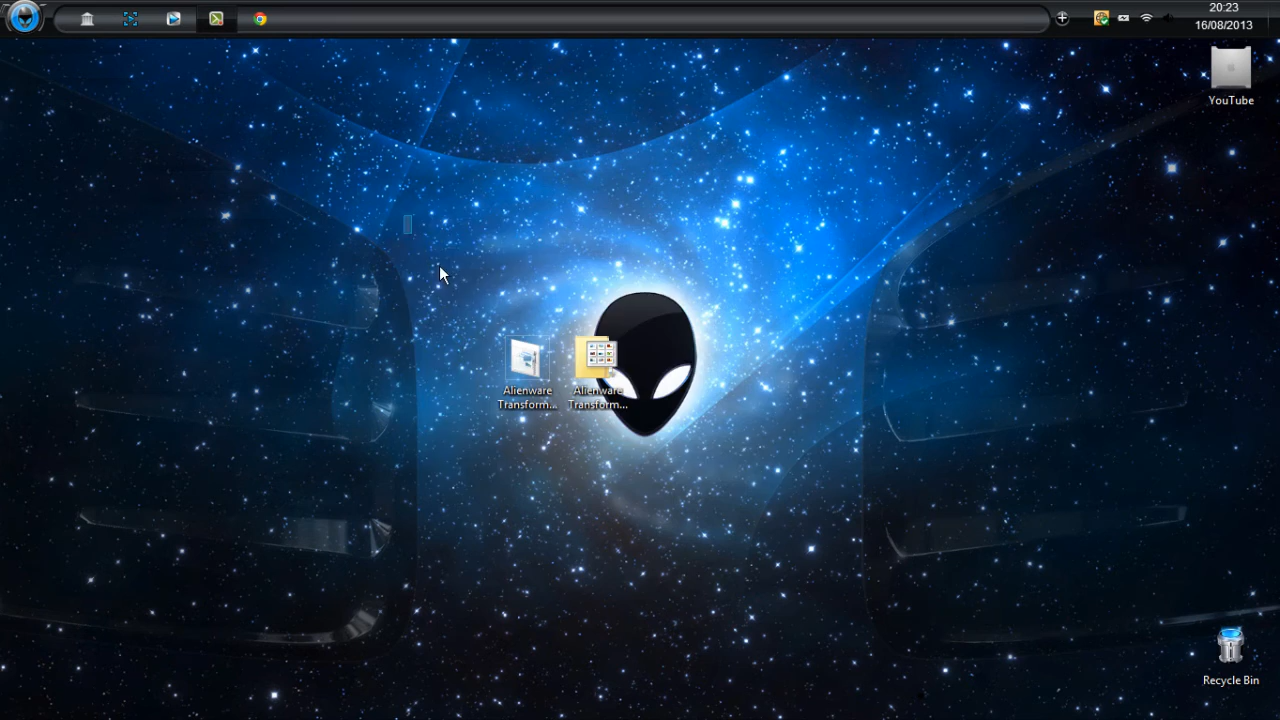 20:23
16/08/2013
YouTube
Alienware
Transform...
Alienware
Transform...
Recycle Bin